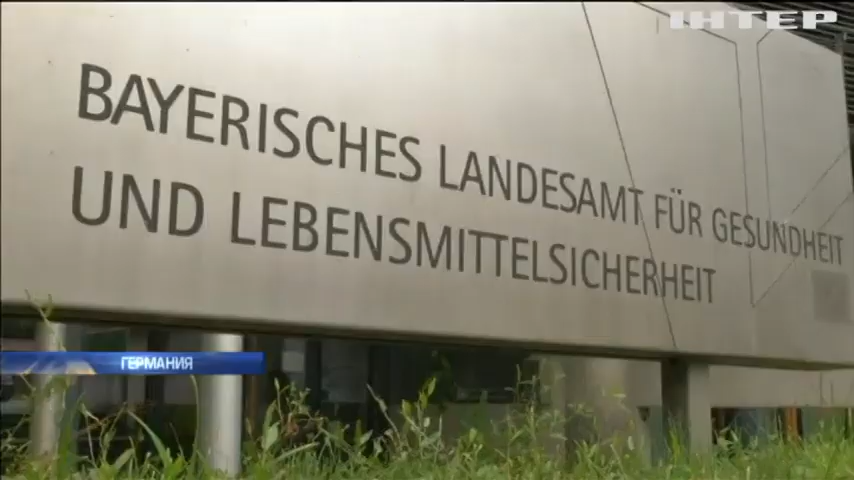 ІНТЕР
BAYERISCHES LANDESAMT FÜR GESUNDHEIT
UND LEBENSMITTELSICHERHEIT
ГЕРМАНИЯ